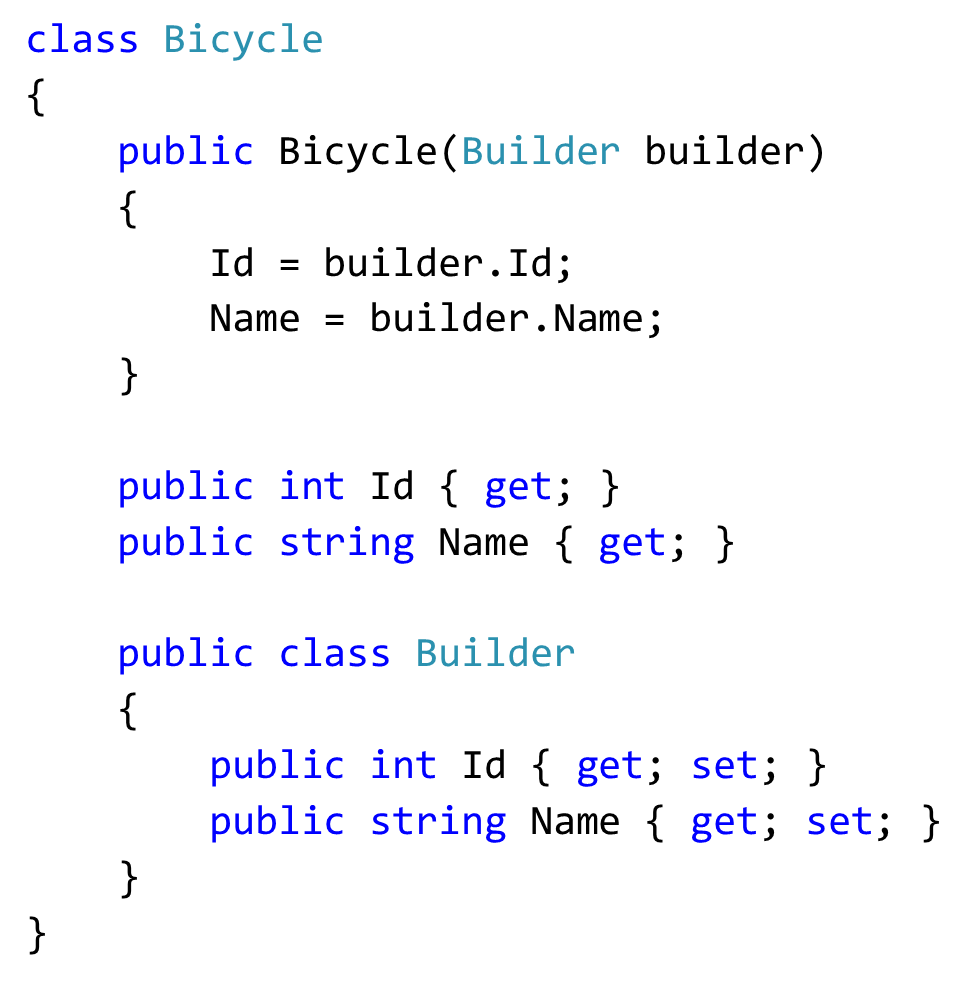 class Bicycle
{
    public Bicycle(Builder builder)
    {
        Id = builder.Id;
        Name = builder.Name;
    }

    public int Id { get; }
    public string Name { get; }

    public class Builder
    {
        public int Id { get; set; }
        public string Name { get; set; }
    }
}